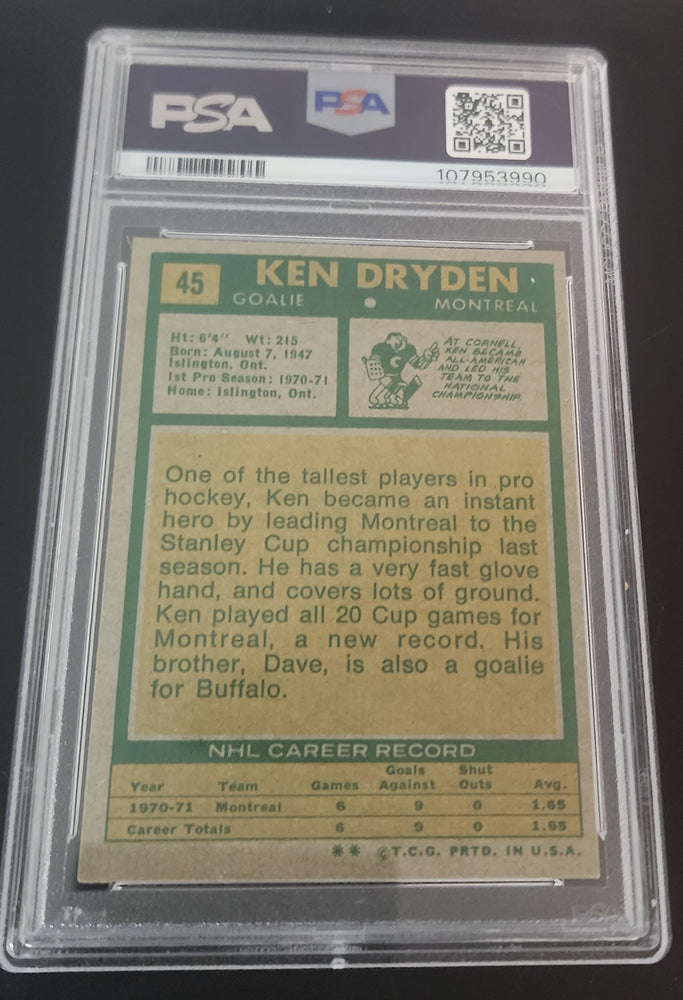 PSA
PSA
107953990
45
KEN DRYDEN
GOALIE
MONTREAL
Ht: 6'4" Wt: 215
Born: August 7, 1947
Islington, Ont.
1st Pro Season: 1970-71
Home: Islington, Ont.
AT CORNELL
KEN BECAME
ALL-AMERICAN
AND LED HIS
TEAM TO THE
NATIONAL
CHAMPIONSHIP.
One of the tallest players in pro
hockey, Ken became an instant
hero by leading Montreal to the
Stanley Cup championship last
season. He has a very fast glove
hand, and covers lots of ground.
Ken played all 20 Cup games for
Montreal, a new record. His
brother, Dave, is also a goalie
for Buffalo.
NHL CAREER RECORD
Year Team Games Goals Against Shut Outs Avg.
1970-71 Montreal 6 9 0 1.65
Career Totals 6 9 0 1.65
** © T.C.G. PRTD. IN U.S.A.